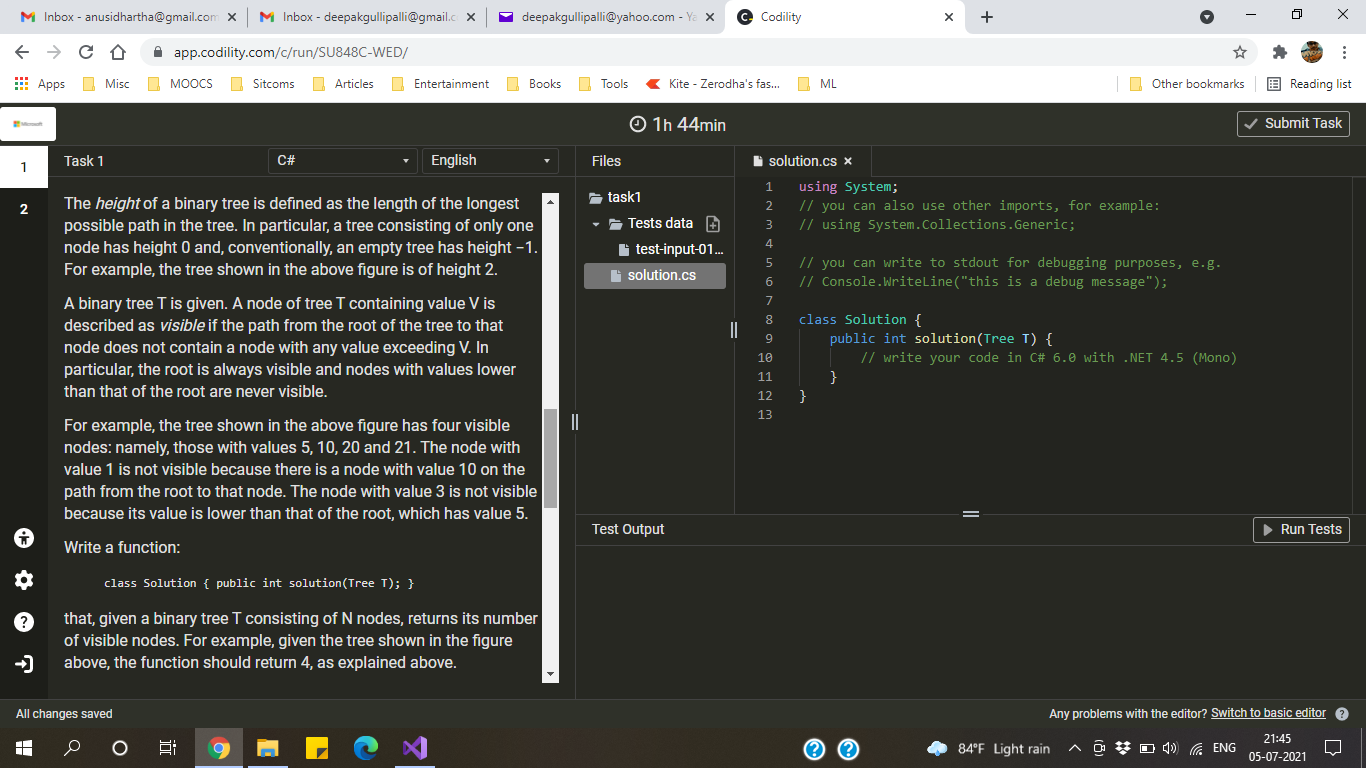 Inbox - anusidhartha@gmail.com
Inbox - deepakgullipalli@gmail.c
deepakgullipalli@yahoo.com - Ya
Codility
app.codility.com/c/run/SU848C-WED/
Apps
Misc
MOOCS
Sitcoms
Articles
Entertainment
Books
Tools
Kite - Zerodha's fas...
ML
Other bookmarks
Reading list
Microsoft
1h 44min
Submit Task
1
2
Task 1
C#
English
The height of a binary tree is defined as the length of the longest
possible path in the tree. In particular, a tree consisting of only one
node has height 0 and, conventionally, an empty tree has height −1.
For example, the tree shown in the above figure is of height 2.
A binary tree T is given. A node of tree T containing value V is
described as visible if the path from the root of the tree to that
node does not contain a node with any value exceeding V. In
particular, the root is always visible and nodes with values lower
than that of the root are never visible.
For example, the tree shown in the above figure has four visible
nodes: namely, those with values 5, 10, 20 and 21. The node with
value 1 is not visible because there is a node with value 10 on the
path from the root to that node. The node with value 3 is not visible
because its value is lower than that of the root, which has value 5.
Write a function:
class Solution { public int solution(Tree T); }
that, given a binary tree T consisting of N nodes, returns its number
of visible nodes. For example, given the tree shown in the figure
above, the function should return 4, as explained above.
Files
task1
Tests data
test-input-01...
solution.cs
solution.cs
1 using System;
2 // you can also use other imports, for example:
3 // using System.Collections.Generic;
4
5 // you can write to stdout for debugging purposes, e.g.
6 // Console.WriteLine("this is a debug message");
7
8 class Solution {
9 public int solution(Tree T) {
10 // write your code in C# 6.0 with .NET 4.5 (Mono)
11 }
12 }
13
Test Output
Run Tests
All changes saved
Any problems with the editor? Switch to basic editor
84°F Light rain
ENG
21:45
05-07-2021